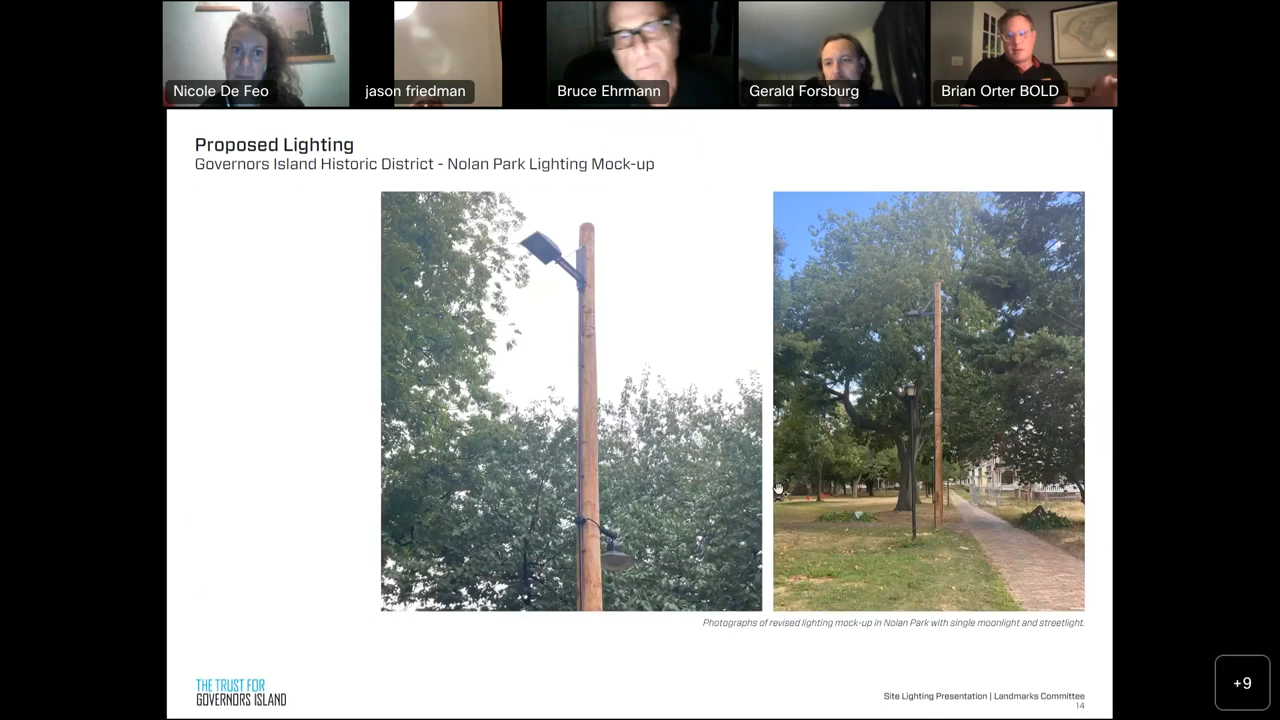 Nicole De Feo
jason friedman
Bruce Ehrmann
Gerald Forsburg
Brian Orter BOLD
Proposed Lighting
Governors Island Historic District - Nolan Park Lighting Mock-up
Photographs of revised lighting mock-up in Nolan Park with single moonlight and streetlight.
THE TRUST FOR
GOVERNORS ISLAND
Site Lighting Presentation | Landmarks Committee
14
+9